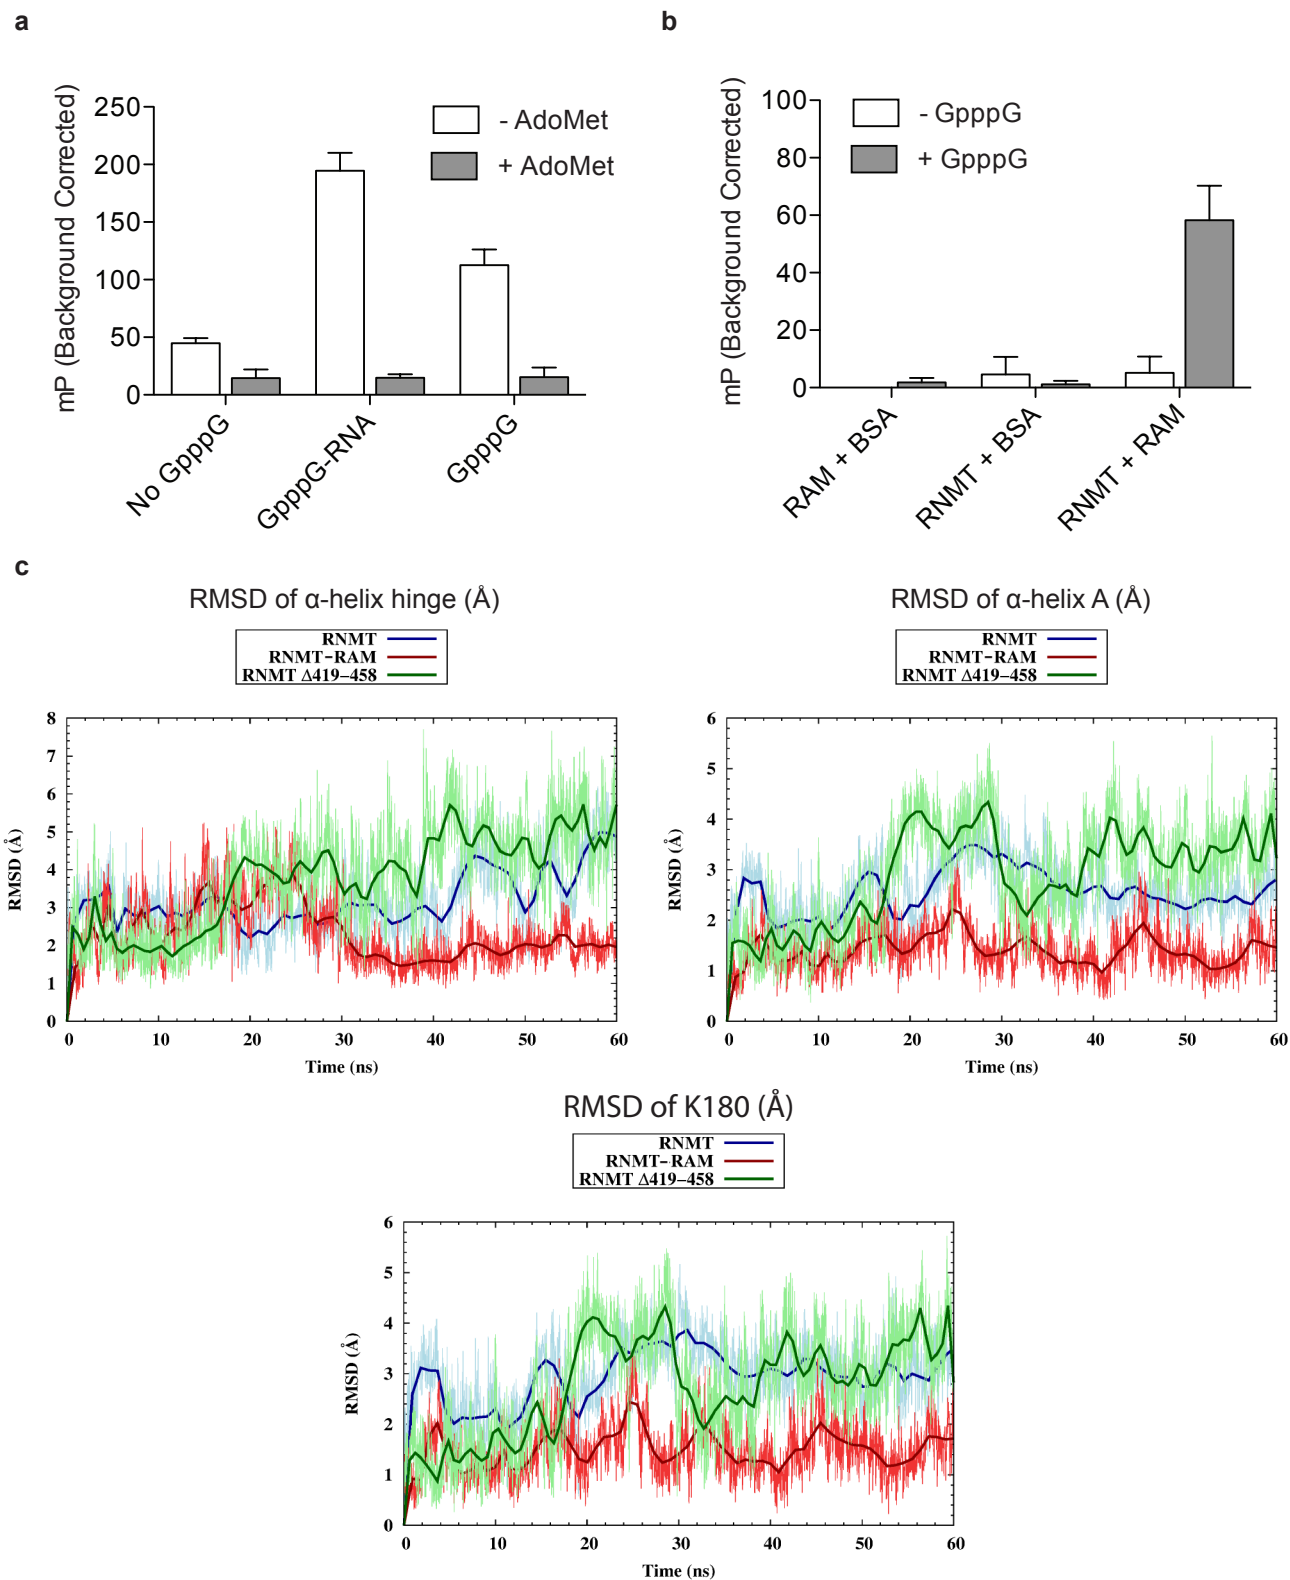 a
b
mP (Background Corrected)
250
200
150
100
50
0
- AdoMet
+ AdoMet
No GpppG
GpppG-RNA
GpppG
mP (Background Corrected)
100
80
60
40
20
0
- GpppG
+ GpppG
RAM + BSA
RNMT + BSA
RNMT + RAM
c
RMSD of α-helix hinge (Å)
RNMT
RNMT-RAM
RNMT Δ419-458
RMSD (Å)
8
7
6
5
4
3
2
1
0
0 10 20 30 40 50 60
Time (ns)
RMSD of α-helix A (Å)
RNMT
RNMT-RAM
RNMT Δ419-458
RMSD (Å)
6
5
4
3
2
1
0
0 10 20 30 40 50 60
Time (ns)
RMSD of K180 (Å)
RNMT
RNMT-RAM
RNMT Δ419-458
RMSD (Å)
6
5
4
3
2
1
0
0 10 20 30 40 50 60
Time (ns)